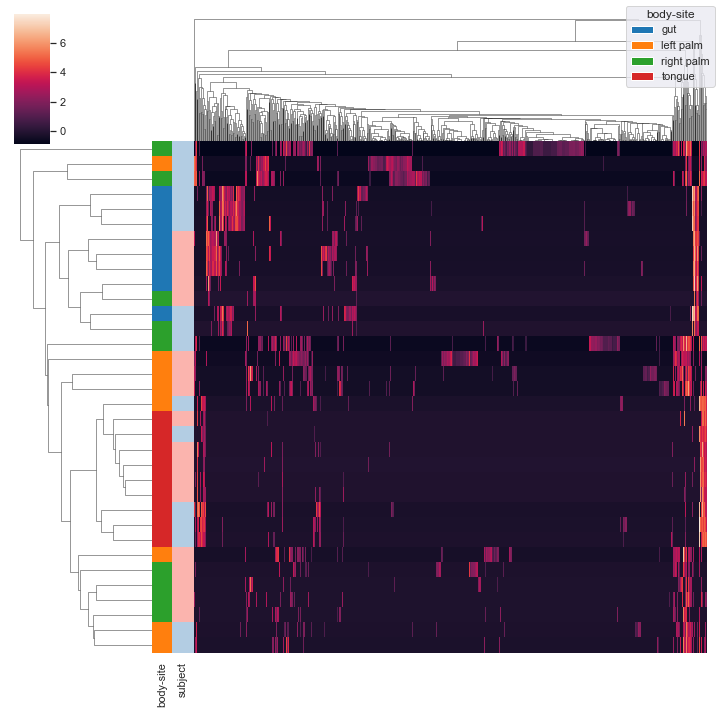 body-site
gut
left palm
right palm
tongue
6
4
2
0
body-site
subject